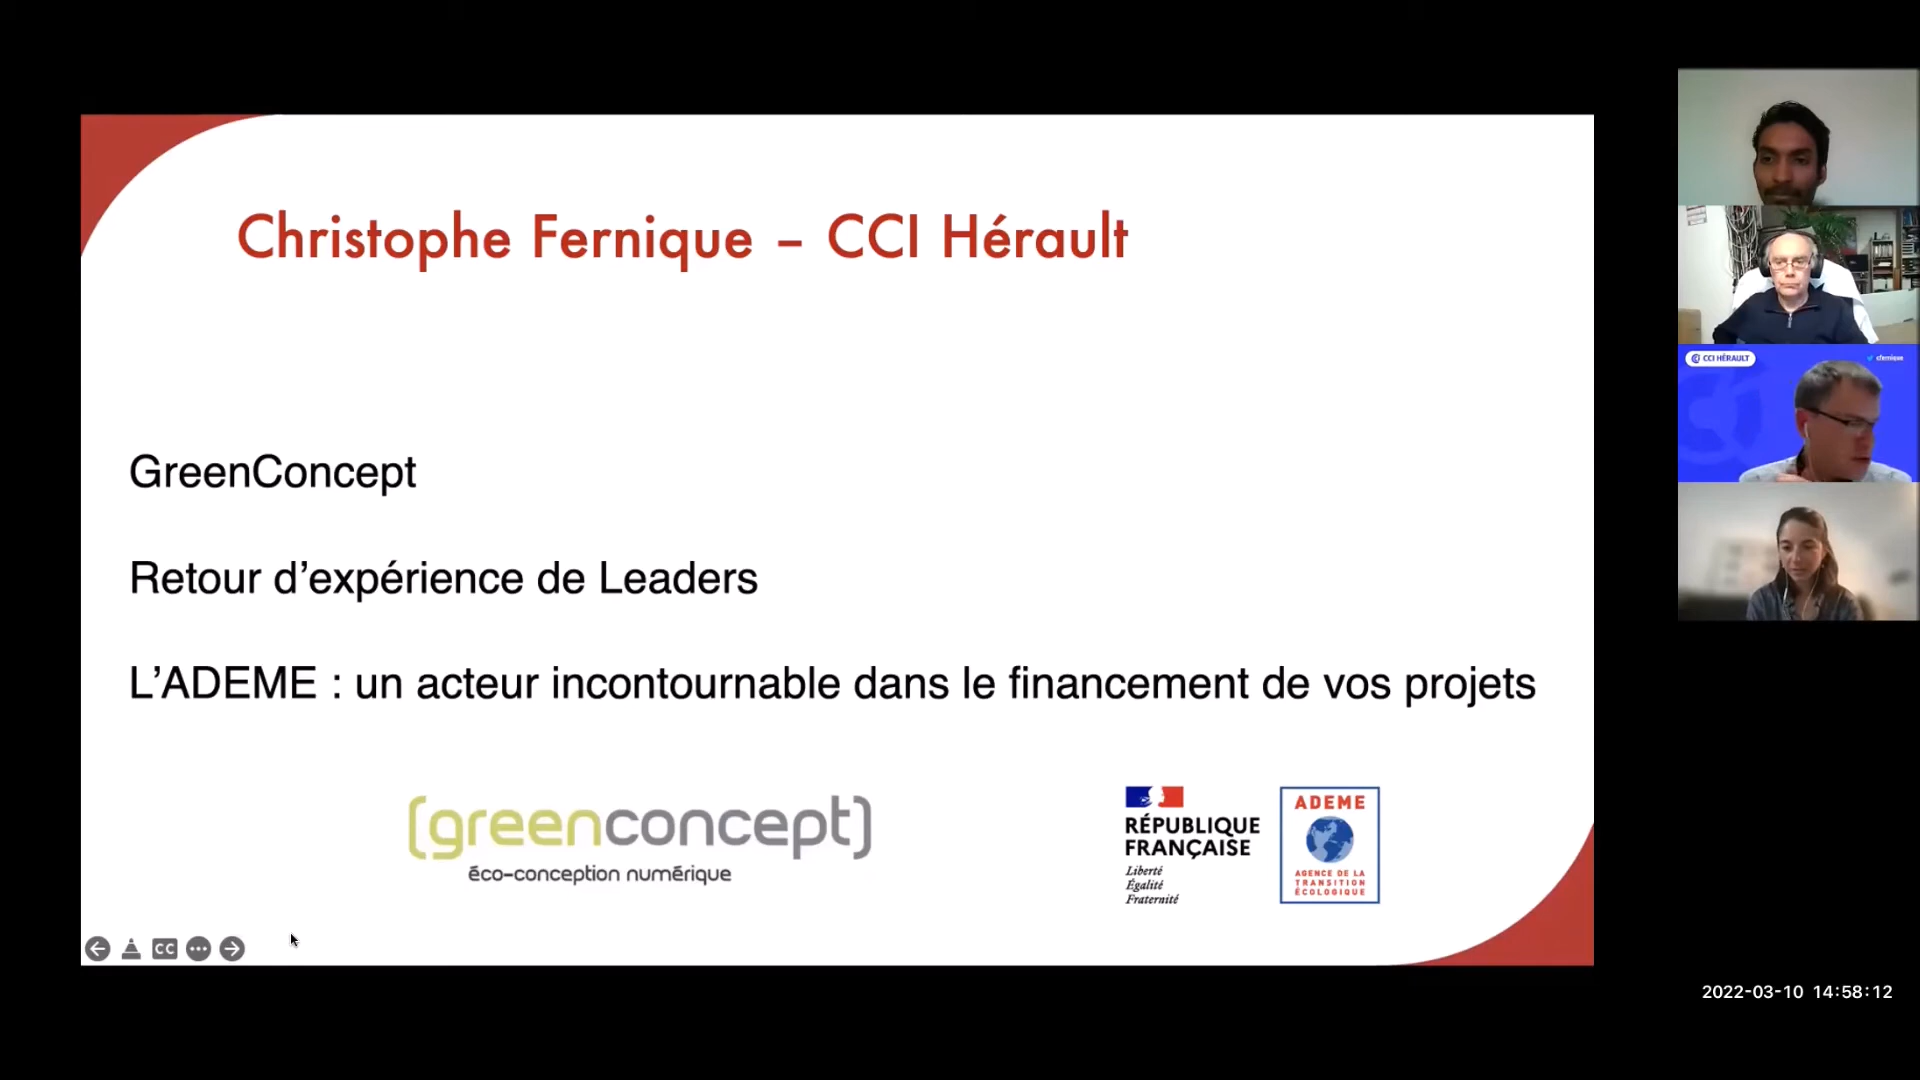 Christophe Fernique – CCI Hérault
GreenConcept
Retour d’expérience de Leaders
L’ADEME : un acteur incontournable dans le financement de vos projets
(greenconcept)
éco-conception numérique
RÉPUBLIQUE
FRANÇAISE
Liberté
Égalité
Fraternité
ADEME
AGENCE DE LA
TRANSITION
ÉCOLOGIQUE
CC
CCI HÉRAULT
cfernique
2022-03-10 14:58:12